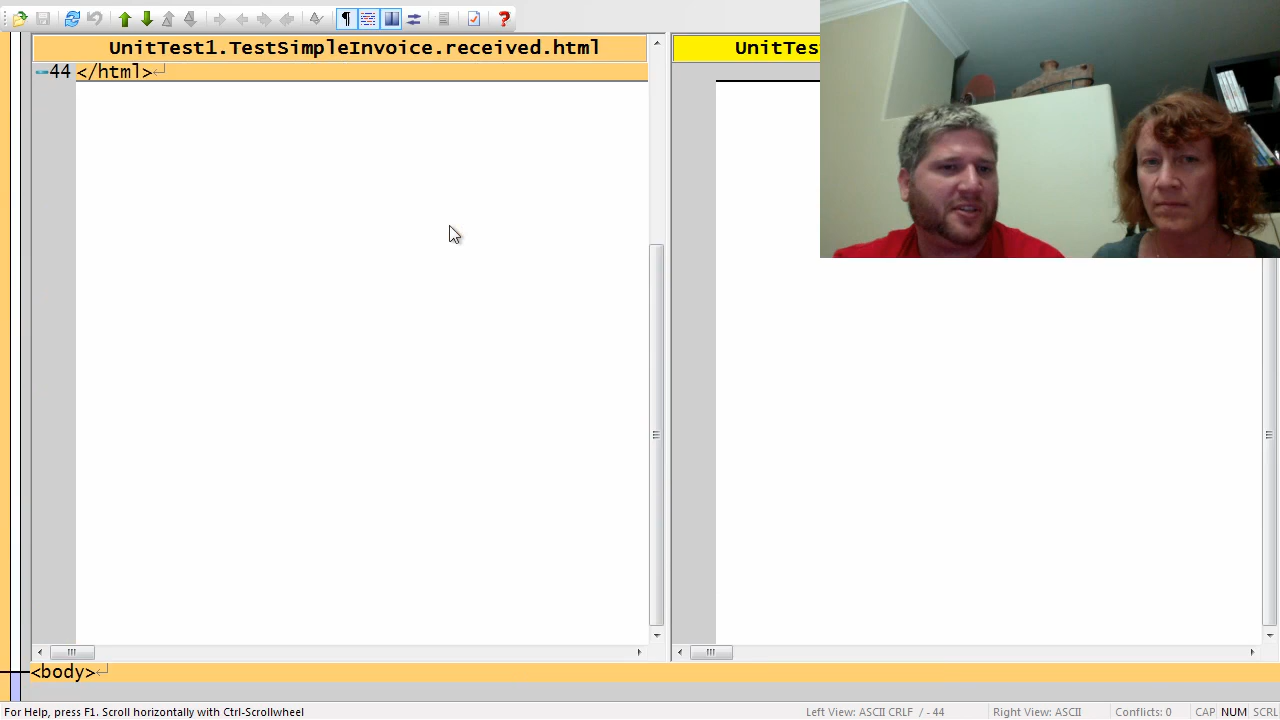 UnitTest1.TestSimpleInvoice.received.html
UnitTes
44 </html>
<body>
For Help, press F1. Scroll horizontally with Ctrl-Scrollwheel
Left View: ASCII CRLF / - 44
Right View: ASCII
Conflicts: 0
CAP NUM SCRL